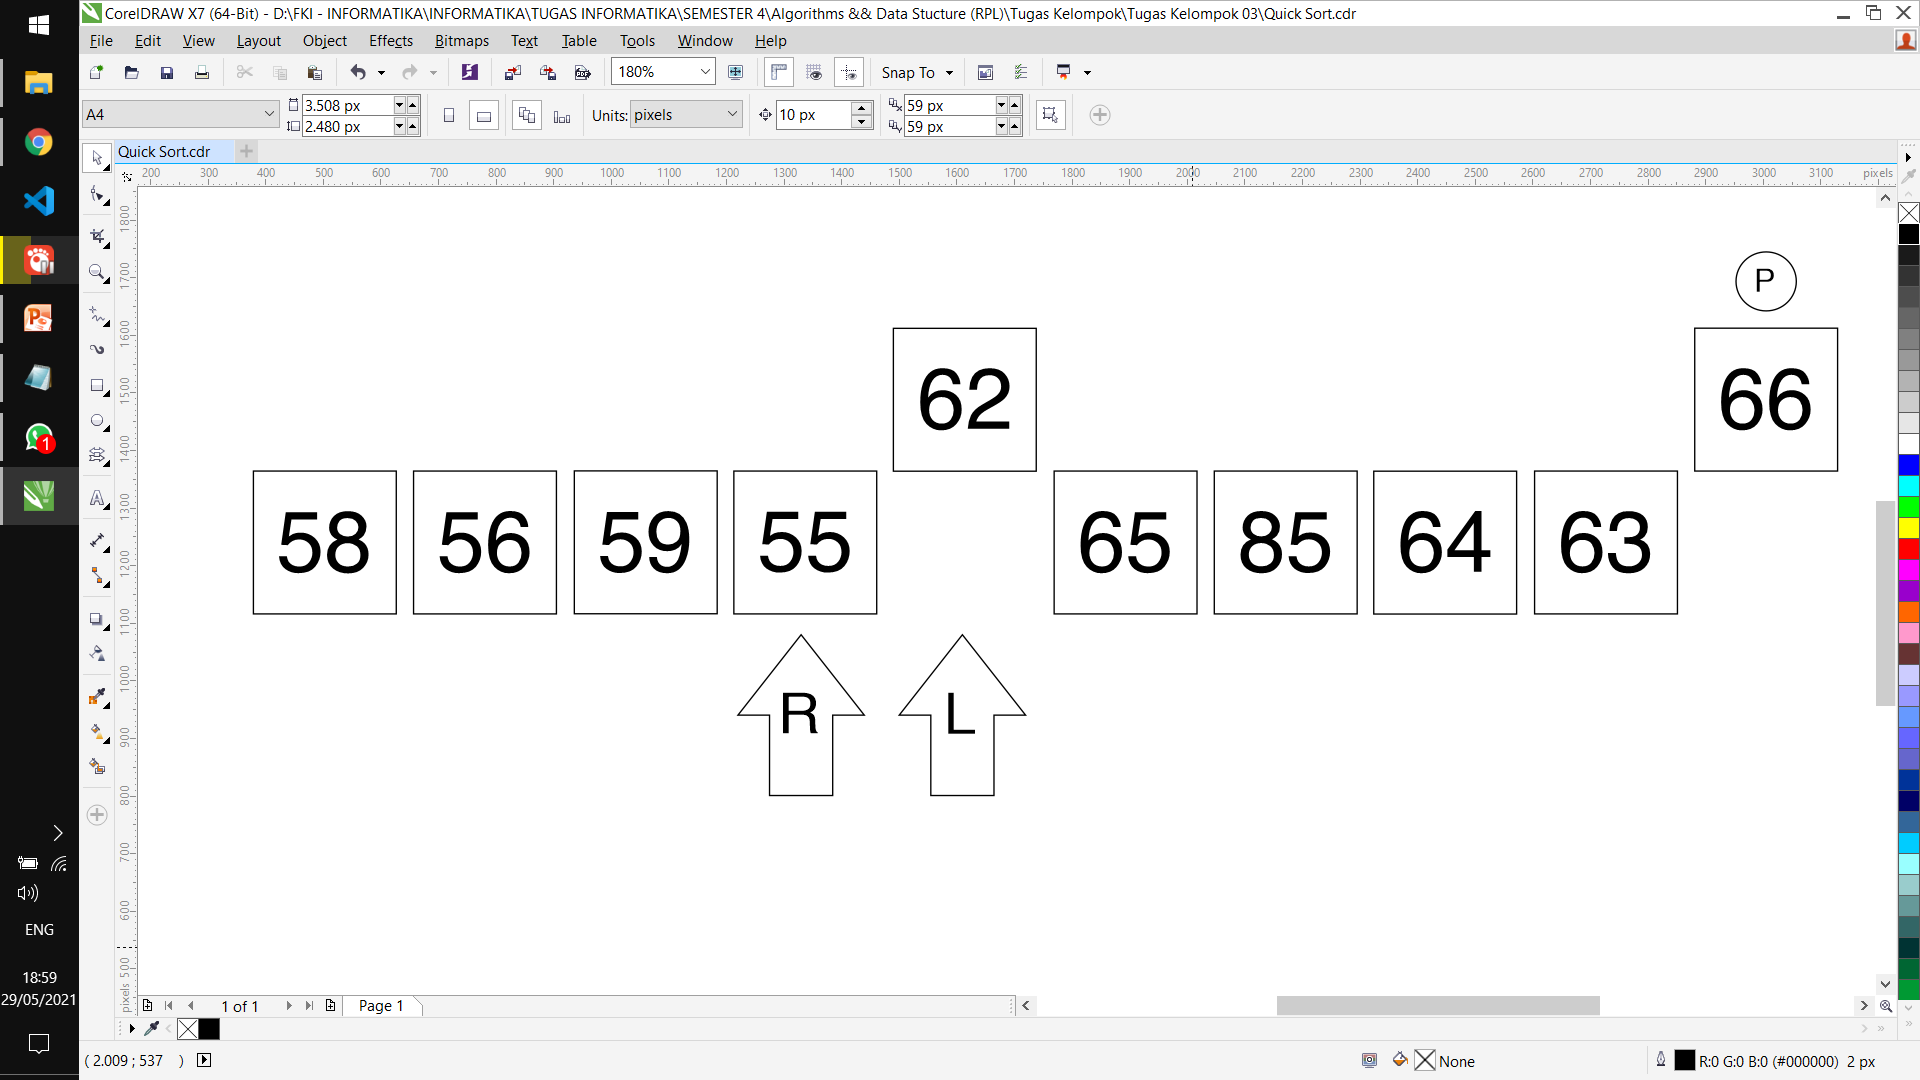 CorelDRAW X7 (64-Bit) - D:\FKI - INFORMATIKA\INFORMATIKA\TUGAS INFORMATIKA\SEMESTER 4\Algorithms && Data Stucture (RPL)\Tugas Kelompok\Tugas Kelompok 03\Quick Sort.cdr
File Edit View Layout Object Effects Bitmaps Text Table Tools Window Help
180% Snap To
A4 3.508 px 2.480 px Units: pixels 10 px 59 px 59 px
Quick Sort.cdr
200 300 400 500 600 700 800 900 1000 1100 1200 1300 1400 1500 1600 1700 1800 1900 2000 2100 2200 2300 2400 2500 2600 2700 2800 2900 3000 3100 pixels
1800
1700
1600
1500
1400
1300
1200
1100
1000
900
800
700
600
500
pixels
P
62 66
58 56 59 55 65 85 64 63
R L
1
ENG
18:59
29/05/2021
1 of 1 Page 1
( 2.009 ; 537 ) None R:0 G:0 B:0 (#000000) 2 px